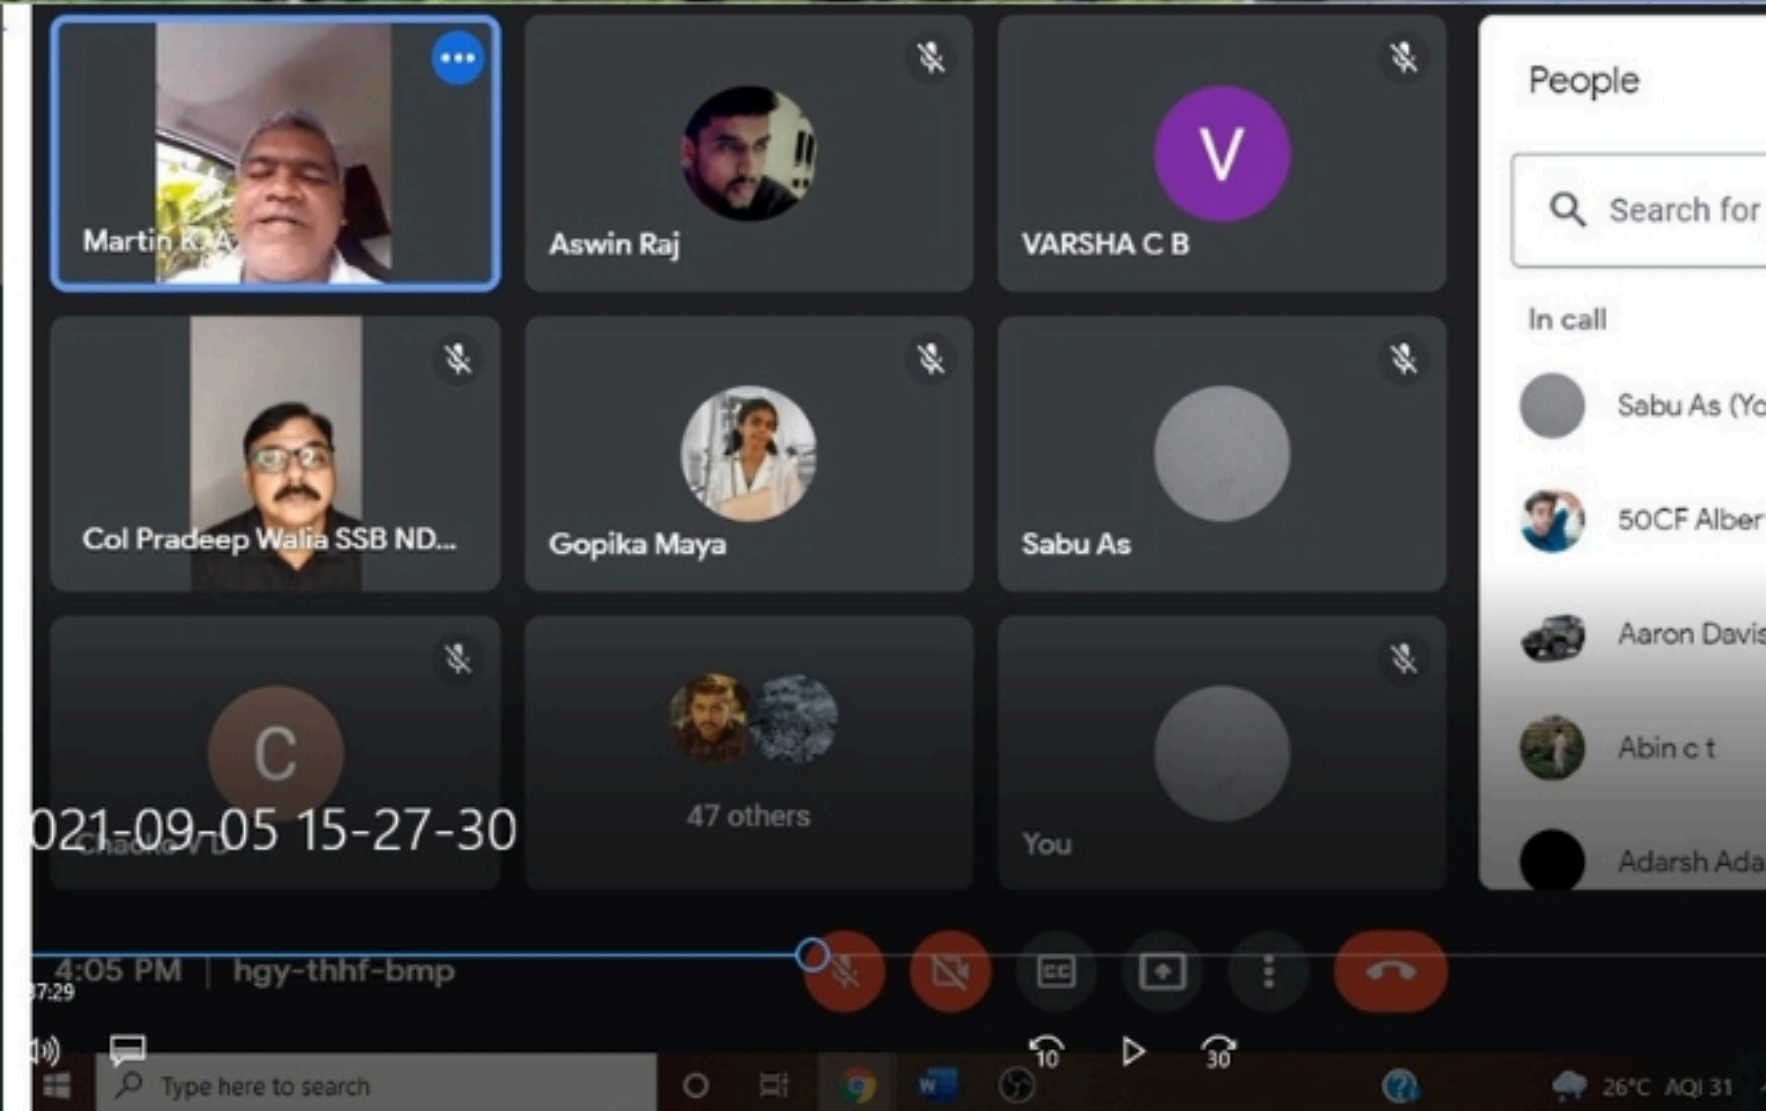 People
Search for
Martin K. A
Aswin Raj
V
VARSHA C B
In call
Sabu As (Yo
50CF Alber
Col Pradeep Walia SSB ND...
Gopika Maya
Sabu As
Aaron Davis
Abin c t
C
47 others
021-09-05 15-27-30
Chacko V D
You
Adarsh Ada
4:05 PM | hgy-thhf-bmp
CC
37:29
10
30
Type here to search
W
26°C AQI 31